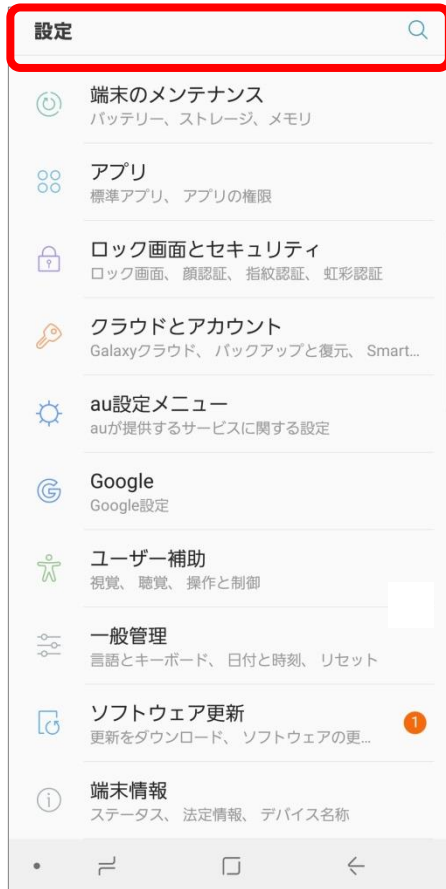 設定
端末のメンテナンス
バッテリー、ストレージ、メモリ
アプリ
標準アプリ、 アプリの権限
ロック画面とセキュリティ
ロック画面、 顔認証、 指紋認証、 虹彩認証
クラウドとアカウント
Galaxyクラウド、 バックアップと復元、 Smart...
au設定メニュー
auが提供するサービスに関する設定
Google
Google設定
ユーザー補助
視覚、 聴覚、 操作と制御
一般管理
言語とキーボード、 日付と時刻、 リセット
ソフトウェア更新
更新をダウンロード、 ソフトウェアの更...
1
端末情報
ステータス、 法定情報、 デバイス名称